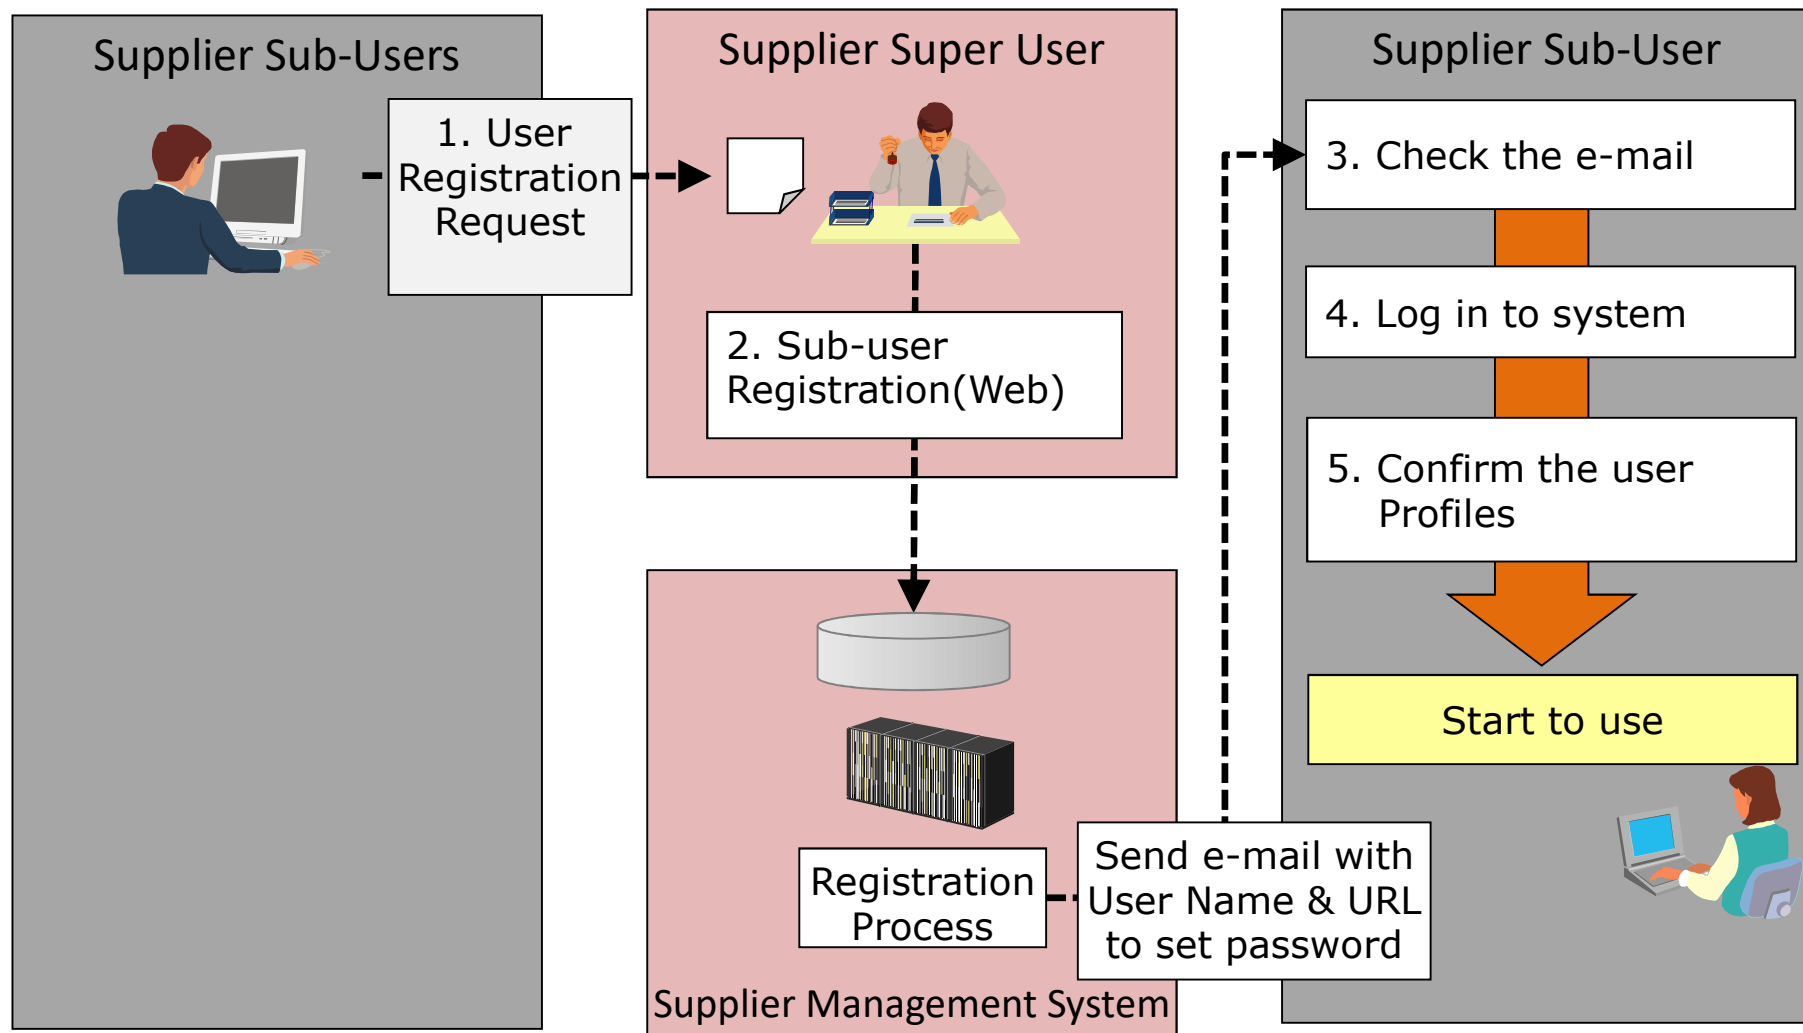 Supplier Sub-Users
1. User
Registration
Request
Supplier Super User
2. Sub-user
Registration(Web)
Registration
Process
Send e-mail with
User Name & URL
to set password
Supplier Management System
Supplier Sub-User
3. Check the e-mail
4. Log in to system
5. Confirm the user
Profiles
Start to use